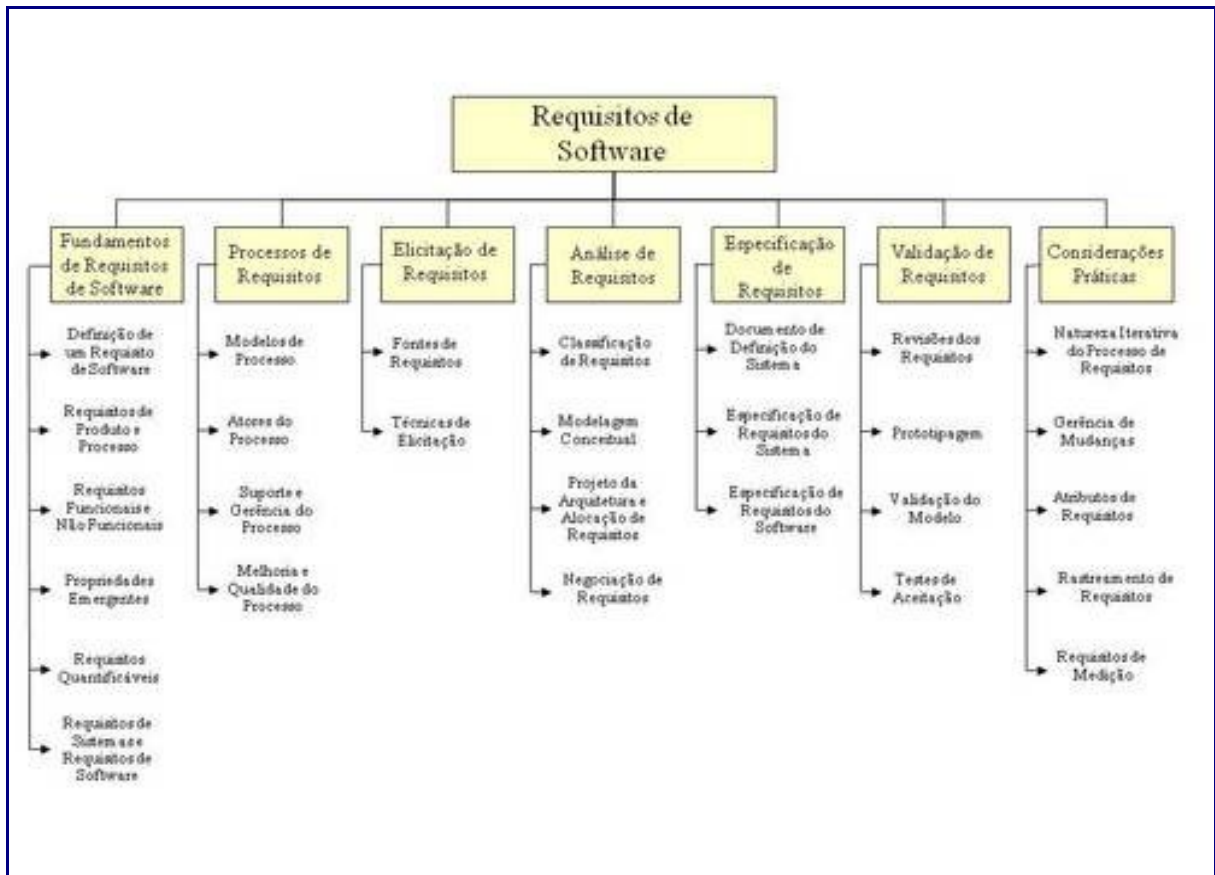 Requisitos de
Software
Fundamentos
de Requisitos
de Software
Definição de
um Requisito
de Software
Requisitos de
Produto e
Processo
Requisitos
Funcionais e
Não Funcionais
Propriedades
Emergentes
Requisitos
Quantificáveis
Requisitos de
Sistemas e
Requisitos de
Software
Processos de
Requisitos
Modelos de
Processo
Atores do
Processo
Suporte e
Gerência do
Processo
Melhoria e
Qualidade do
Processo
Elicitação de
Requisitos
Fontes de
Requisitos
Técnicas de
Elicitação
Análise de
Requisitos
Classificação
de Requisitos
Modelagem
Conceitual
Projeto da
Arquitetura e
Alocação de
Requisitos
Negociação de
Requisitos
Especificação
de
Requisitos
Documento de
Definição do
Sistema
Especificação de
Requisitos do
Sistema
Especificação de
Requisitos do
Software
Validação de
Requisitos
Revisões dos
Requisitos
Prototipagem
Validação do
Modelo
Testes de
Aceitação
Considerações
Práticas
Natureza Iterativa
do Processo de
Requisitos
Gerência de
Mudanças
Atributos de
Requisitos
Rastreamento de
Requisitos
Requisitos de
Medição